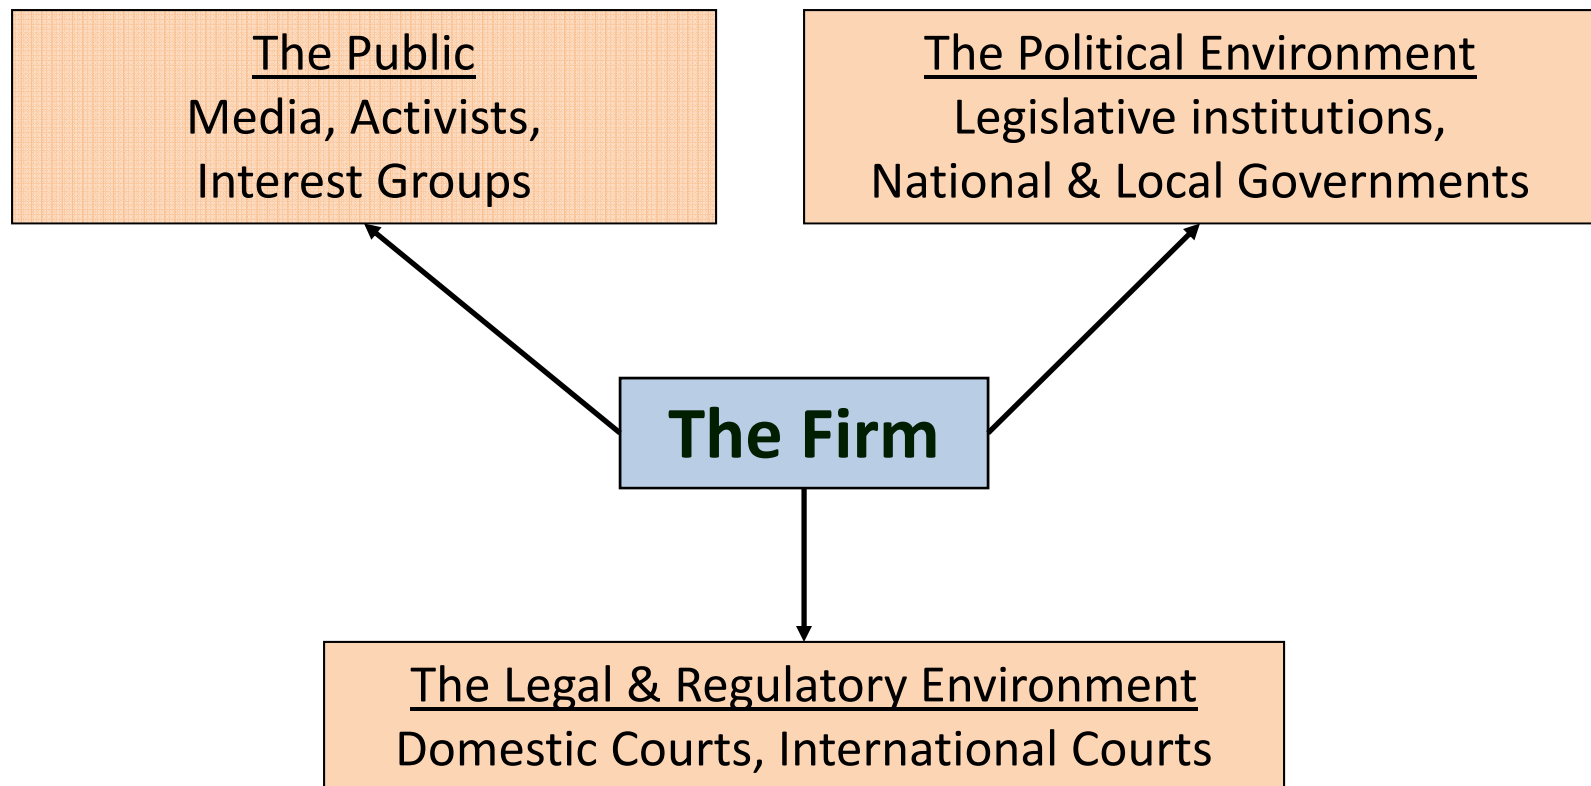 The Public
Media, Activists,
Interest Groups
The Political Environment
Legislative institutions,
National & Local Governments
The Firm
The Legal & Regulatory Environment
Domestic Courts, International Courts